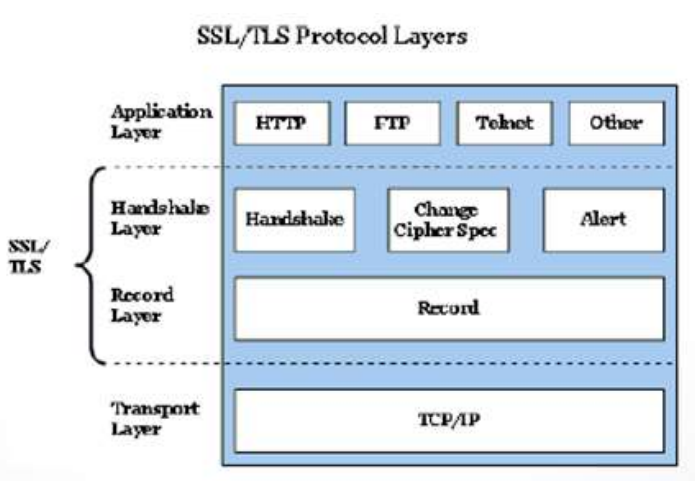 SSL/TLS Protocol Layers
Application
Layer
HTTP
FTP
Telnet
Other
SSL/
TLS
Handshake
Layer
Handshake
Change
Cipher Spec
Alert
Record
Layer
Record
Transport
Layer
TCP/IP